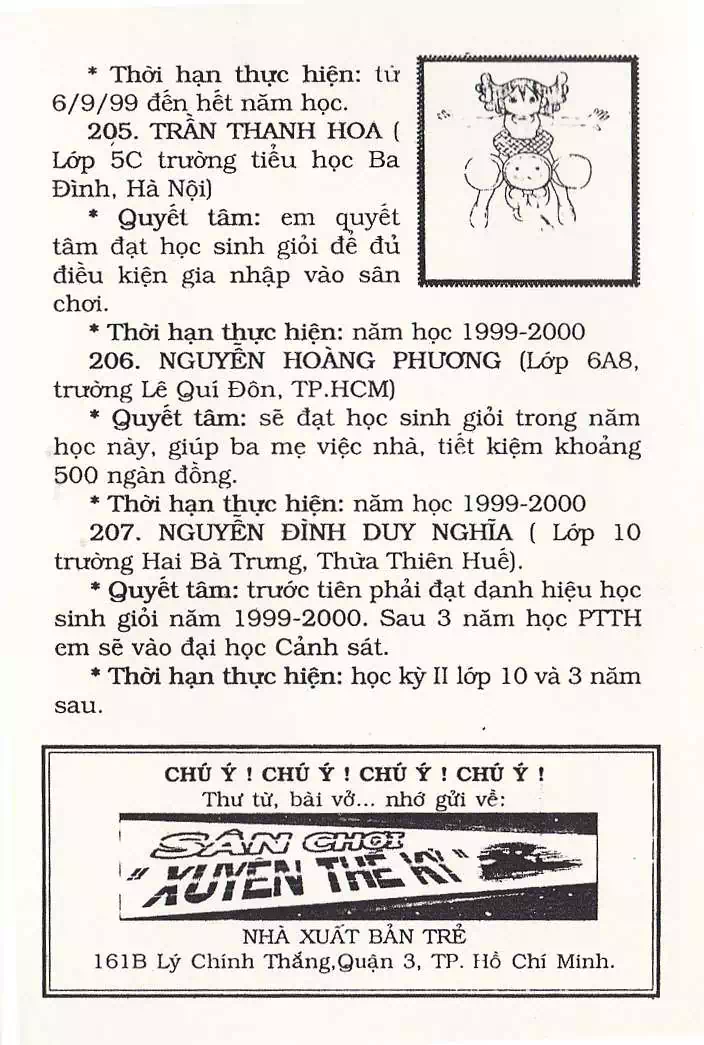 * Thời hạn thực hiện: từ
6/9/99 đến hết năm học.
205. TRẦN THANH HOA (
Lớp 5C trường tiểu học Ba
Đình, Hà Nội)
* Quyết tâm: em quyết
tâm đạt học sinh giỏi để đủ
điều kiện gia nhập vào sân
chơi.
* Thời hạn thực hiện: năm học 1999-2000
206. NGUYỄN HOÀNG PHƯƠNG (Lớp 6A8,
trường Lê Quí Đôn, TP.HCM)
* Quyết tâm: sẽ đạt học sinh giỏi trong năm
học này, giúp ba mẹ việc nhà, tiết kiệm khoảng
500 ngàn đồng.
* Thời hạn thực hiện: năm học 1999-2000
207. NGUYỄN ĐÌNH DUY NGHĨA ( Lớp 10
trường Hai Bà Trưng, Thừa Thiên Huế).
* Quyết tâm: trước tiên phải đạt danh hiệu học
sinh giỏi năm 1999-2000. Sau 3 năm học PTTH
em sẽ vào đại học Cảnh sát.
* Thời hạn thực hiện: học kỳ II lớp 10 và 3 năm
sau.
CHÚ Ý ! CHÚ Ý ! CHÚ Ý ! CHÚ Ý !
Thư từ, bài vở... nhớ gửi về:
SÂN CHƠI
"XUYÊN THẾ KỶ"
NHÀ XUẤT BẢN TRẺ
161B Lý Chính Thắng,Quận 3, TP. Hồ Chí Minh.